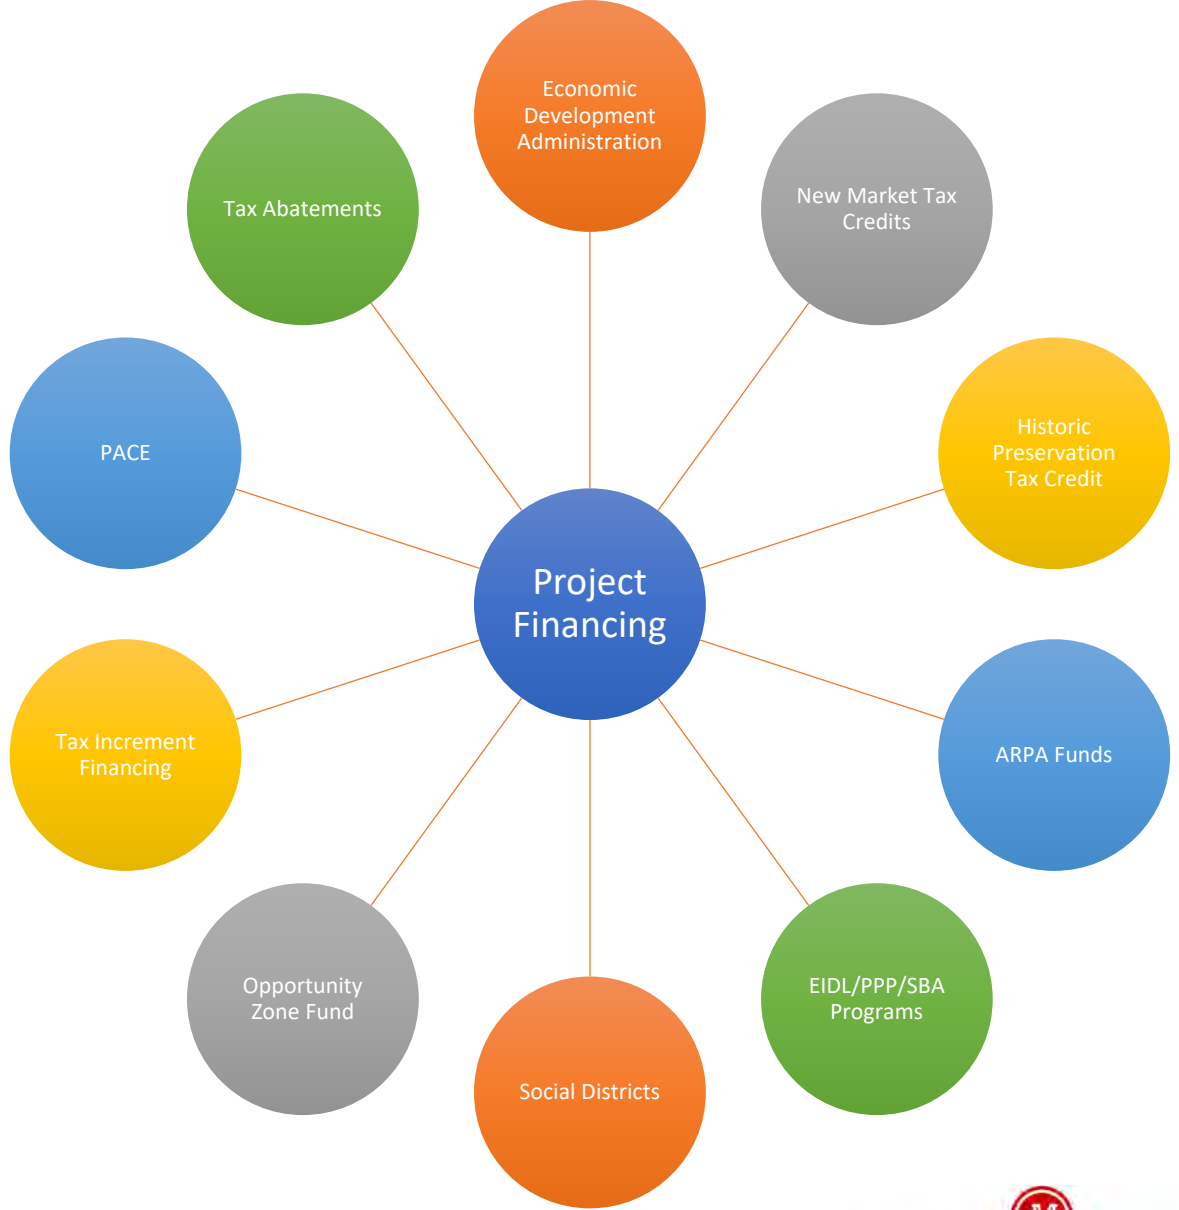 Economic
Development
Administration
New Market Tax
Credits
Historic
Preservation
Tax Credit
ARPA Funds
EIDL/PPP/SBA
Programs
Social Districts
Opportunity
Zone Fund
Tax Increment
Financing
PACE
Tax Abatements
Project
Financing
M